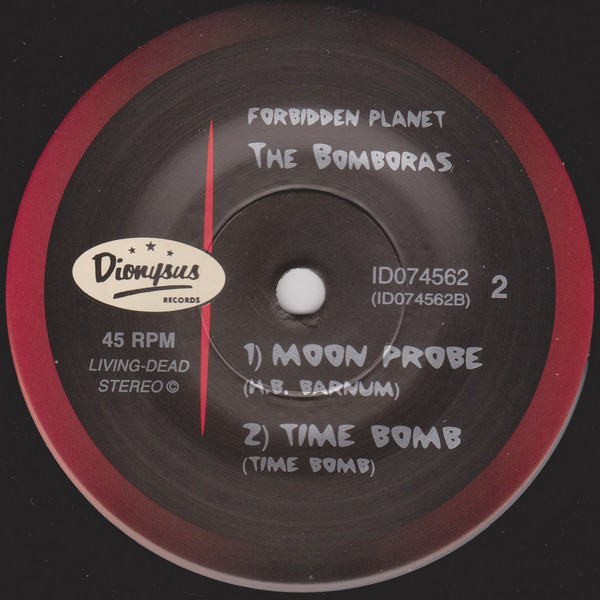 FORBIDDEN PLANET
THE BOMBORAS
Dionysus
RECORDS
ID074562
(ID074562B)
2
45 RPM
LIVING-DEAD
STEREO ©
1) MOON PROBE
(H.B. BARNUM)
2) TIME BOMB
(TIME BOMB)